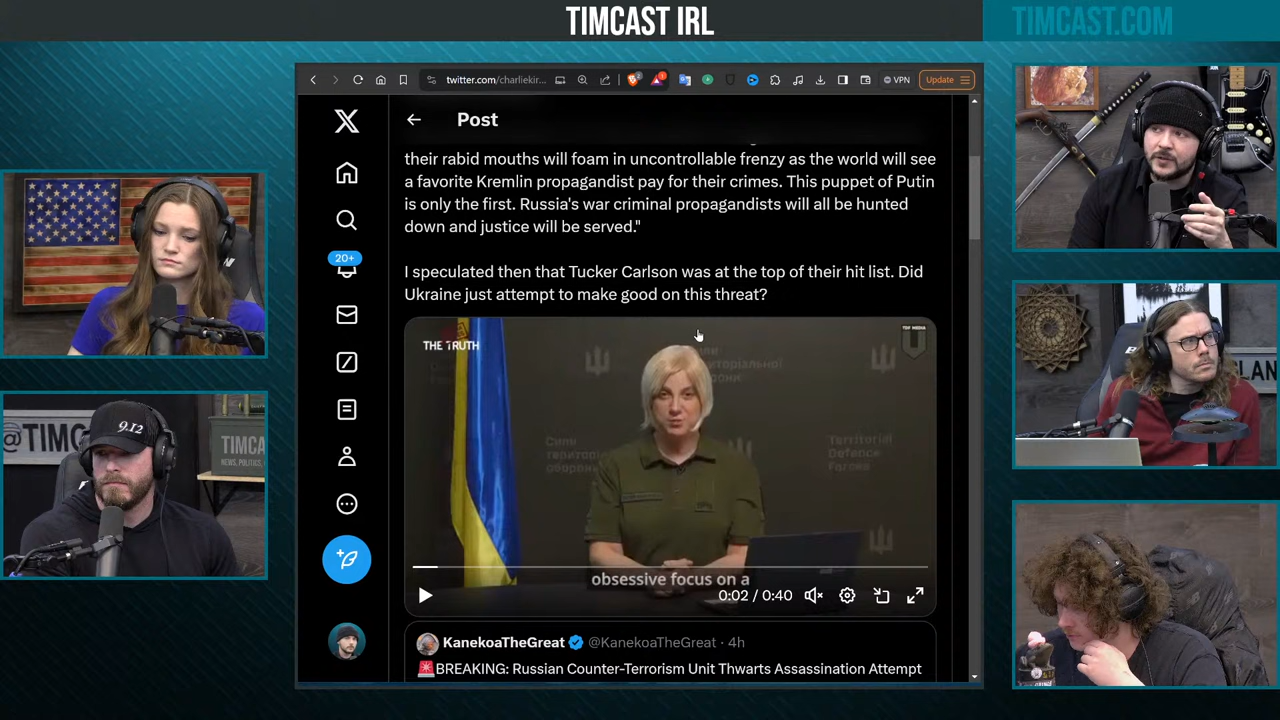 TIMCAST IRL
TIMCAST.COM
twitter.com/charliekir...
VPN
Update
Post
their rabid mouths will foam in uncontrollable frenzy as the world will see
a favorite Kremlin propagandist pay for their crimes. This puppet of Putin
is only the first. Russia's war criminal propagandists will all be hunted
down and justice will be served."
20+
I speculated then that Tucker Carlson was at the top of their hit list. Did
Ukraine just attempt to make good on this threat?
THE TRUTH
Territorial
Defence
Forces
obsessive focus on a
0:02 / 0:40
KanekoaTheGreat @KanekoaTheGreat · 4h
🚨BREAKING: Russian Counter-Terrorism Unit Thwarts Assassination Attempt
9.12
@TIMC
TIMCAST
NEWS, POLITICS,
LAN